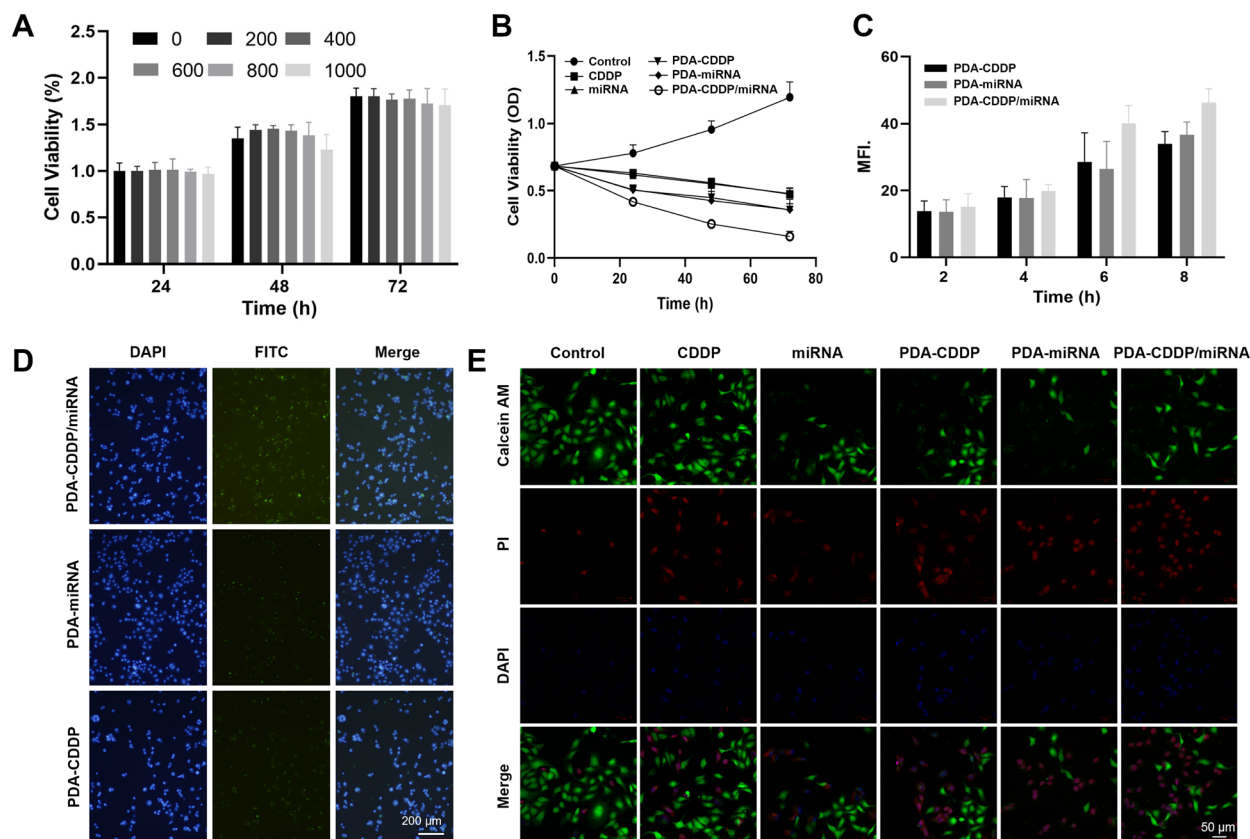 A
2.5
2.0
1.5
1.0
0.5
0.0
Cell Viability (%)
0 200 400
600 800 1000
24 48 72
Time (h)
B
1.5
1.0
0.5
0.0
Cell Viability (OD)
Control
CDDP
miRNA
PDA-CDDP
PDA-miRNA
PDA-CDDP/miRNA
0 20 40 60 80
Time (h)
C
60
40
20
0
MFI.
PDA-CDDP
PDA-miRNA
PDA-CDDP/miRNA
2 4 6 8
Time (h)
D
DAPI FITC Merge
PDA-CDDP/miRNA
PDA-miRNA
PDA-CDDP
200 μm
E
Control CDDP miRNA PDA-CDDP PDA-miRNA PDA-CDDP/miRNA
Calcein AM
PI
DAPI
Merge
50 μm